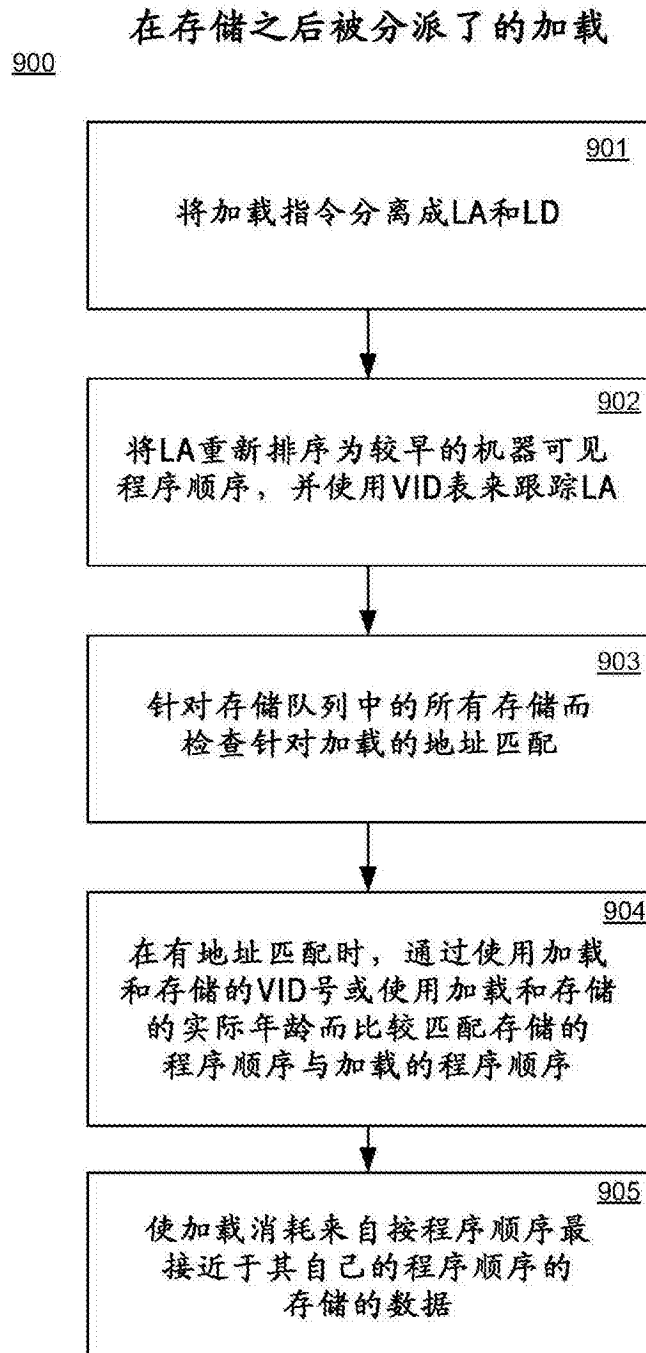 在存储之后被分派了的加载
900
901
将加载指令分离成LA和LD
902
将LA重新排序为较早的机器可见
程序顺序，并使用VID表来跟踪LA
903
针对存储队列中的所有存储而
检查针对加载的地址匹配
904
在有地址匹配时，通过使用加载
和存储的VID号或使用加载和存储
的实际年龄而比较匹配存储的
程序顺序与加载的程序顺序
905
使加载消耗来自按程序顺序最
接近于其自己的程序顺序的
存储的数据